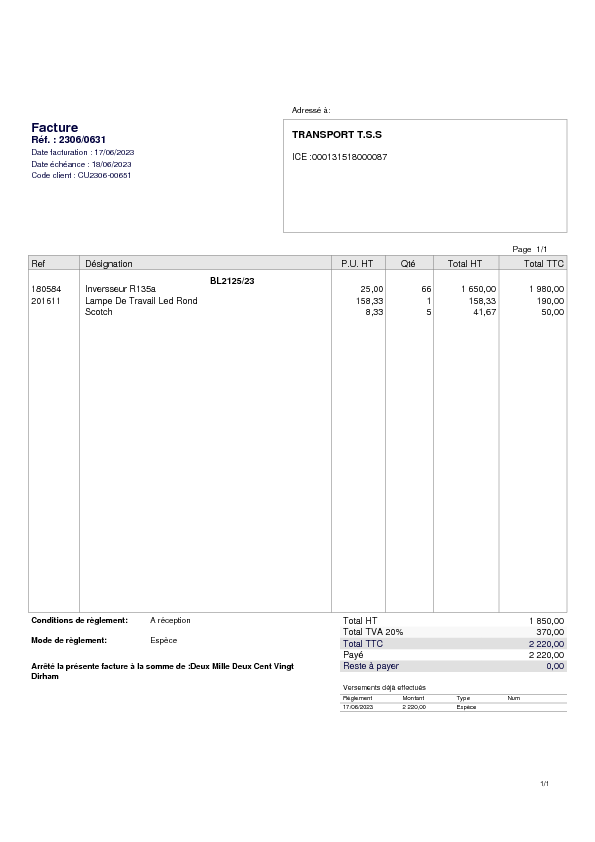 Adressé à:
Facture
Réf. : 2306/0631
Date facturation : 17/06/2023
Date échéance : 18/06/2023
Code client : CU2306-00651
TRANSPORT T.S.S
ICE :000131518000087
Page 1/1
Ref Désignation P.U. HT Qté Total HT Total TTC
BL2125/23
180584 Inversseur R135a 25,00 66 1 650,00 1 980,00
201611 Lampe De Travail Led Rond 158,33 1 158,33 190,00
Scotch 8,33 5 41,67 50,00
Conditions de règlement: A réception
Mode de règlement: Espèce
Arrêté la présente facture à la somme de :Deux Mille Deux Cent Vingt
Dirham
Total HT 1 850,00
Total TVA 20% 370,00
Total TTC 2 220,00
Payé 2 220,00
Reste à payer 0,00
Versements déjà effectués
Règlement Montant Type Num
17/06/2023 2 220,00 Espèce
1/1